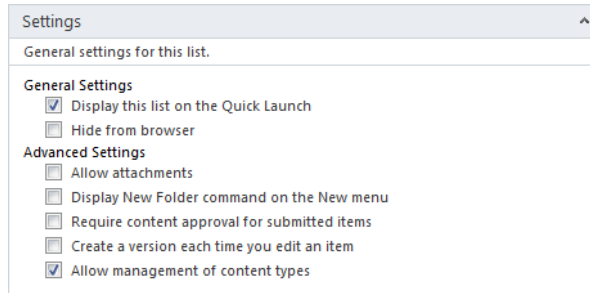 Settings
General settings for this list.
General Settings
Display this list on the Quick Launch
Hide from browser
Advanced Settings
Allow attachments
Display New Folder command on the New menu
Require content approval for submitted items
Create a version each time you edit an item
Allow management of content types